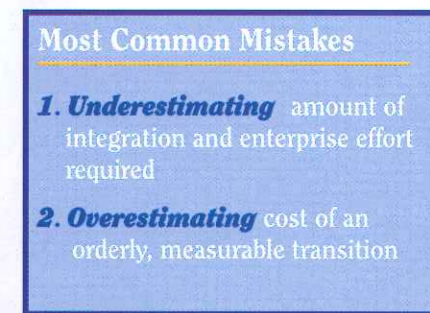 Most Common Mistakes
1. Underestimating amount of
integration and enterprise effort
required
2. Overestimating cost of an
orderly, measurable transition